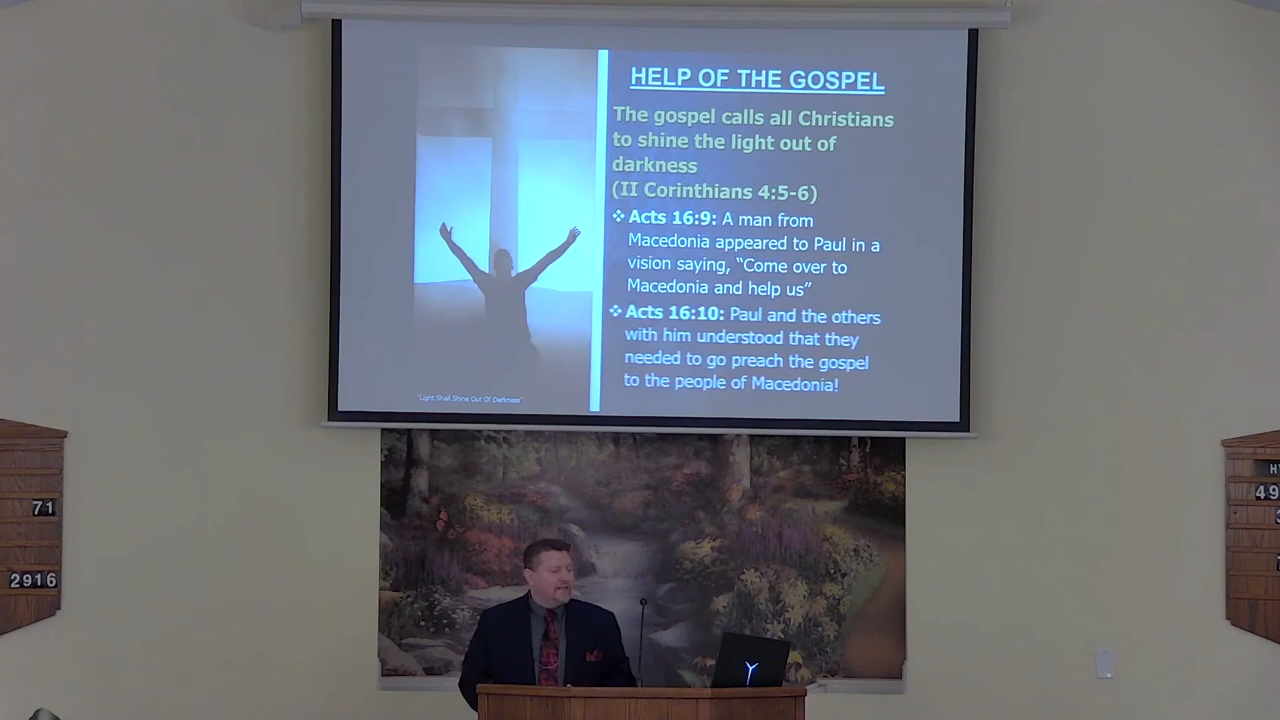 HELP OF THE GOSPEL
The gospel calls all Christians
to shine the light out of
darkness
(II Corinthians 4:5-6)
❖ Acts 16:9: A man from
Macedonia appeared to Paul in a
vision saying, “Come over to
Macedonia and help us”
❖ Acts 16:10: Paul and the others
with him understood that they
needed to go preach the gospel
to the people of Macedonia!
"Light Shall Shine Out Of Darkness"
71
2916
49